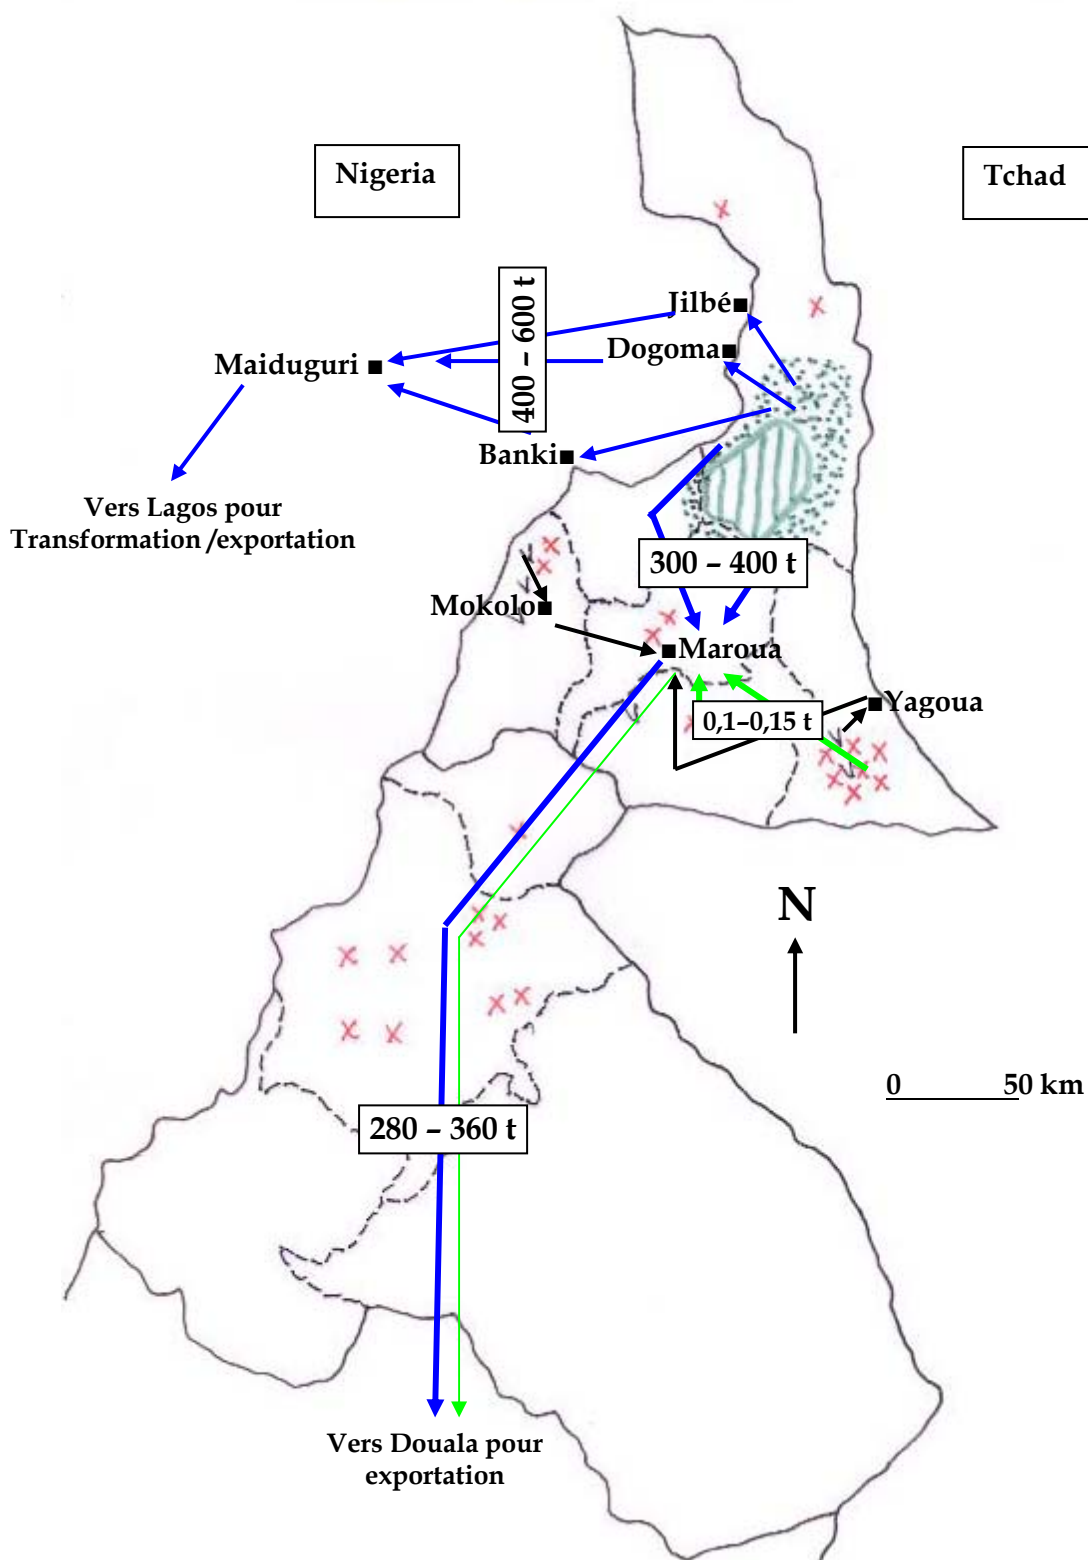 Nigeria
Tchad
Jilbé
400 – 600 t
Dogoma
Maiduguri
Banki
Vers Lagos pour
Transformation /exportation
300 – 400 t
Mokolo
Maroua
0,1–0,15 t
Yagoua
N
0 50 km
280 – 360 t
Vers Douala pour
exportation